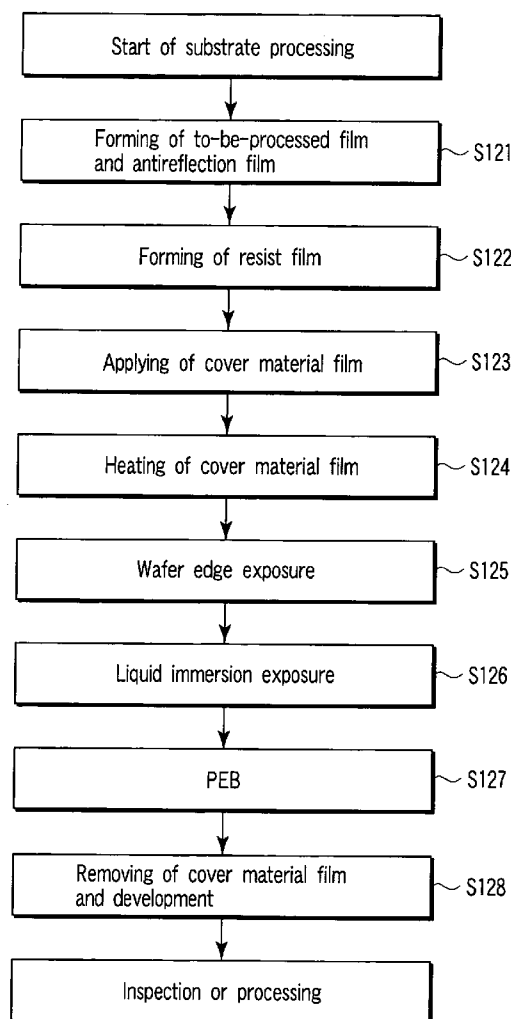 Start of substrate processing
Forming of to-be-processed film
and antireflection film
S121
Forming of resist film
S122
Applying of cover material film
S123
Heating of cover material film
S124
Wafer edge exposure
S125
Liquid immersion exposure
S126
PEB
S127
Removing of cover material film
and development
S128
Inspection or processing